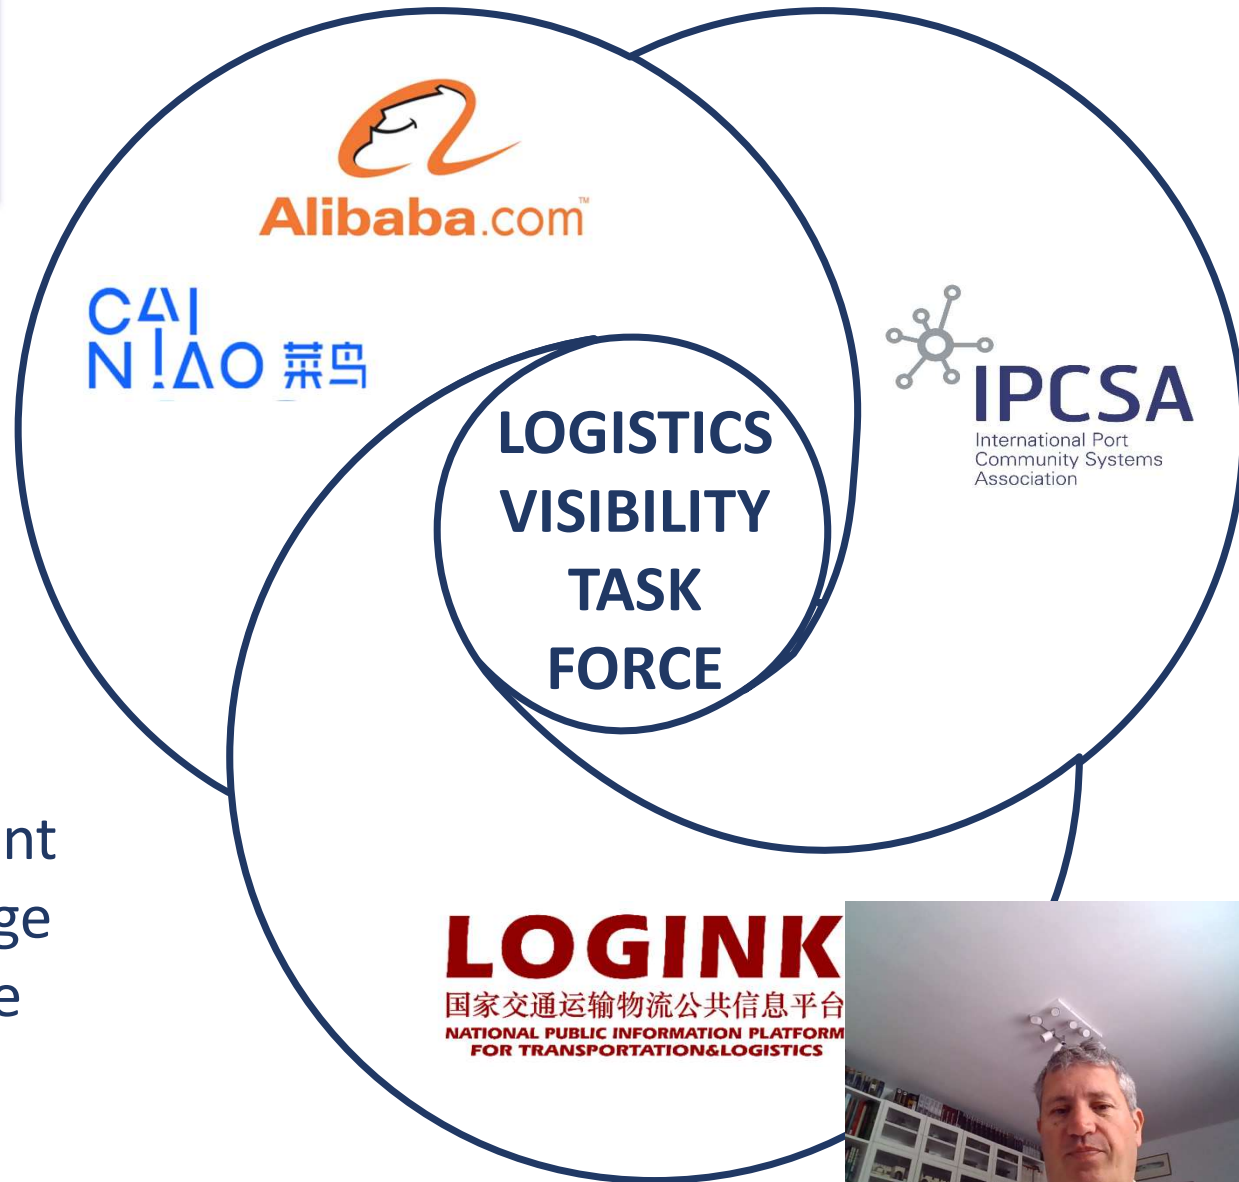 Alibaba.com™
CAI
NIAO 菜鸟
IPCSA
International Port
Community Systems
Association
LOGISTICS
VISIBILITY
TASK
FORCE
nt
ge
e
LOGINK
国家交通运输物流公共信息平台
NATIONAL PUBLIC INFORMATION PLATFORM
FOR TRANSPORTATION&LOGISTICS